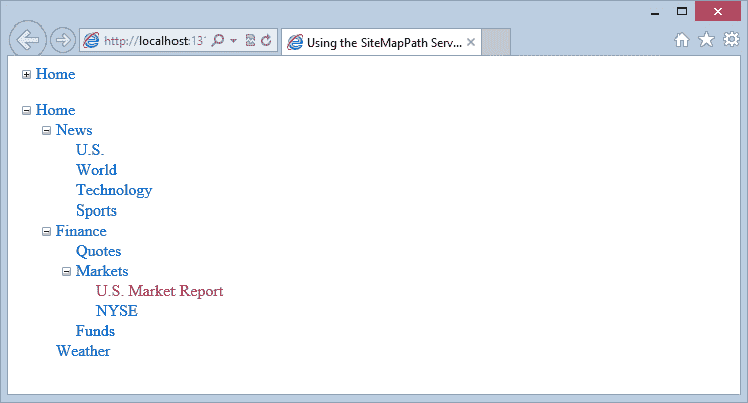 http://localhost:131
Using the SiteMapPath Serv...
Home
Home
News
U.S.
World
Technology
Sports
Finance
Quotes
Markets
U.S. Market Report
NYSE
Funds
Weather